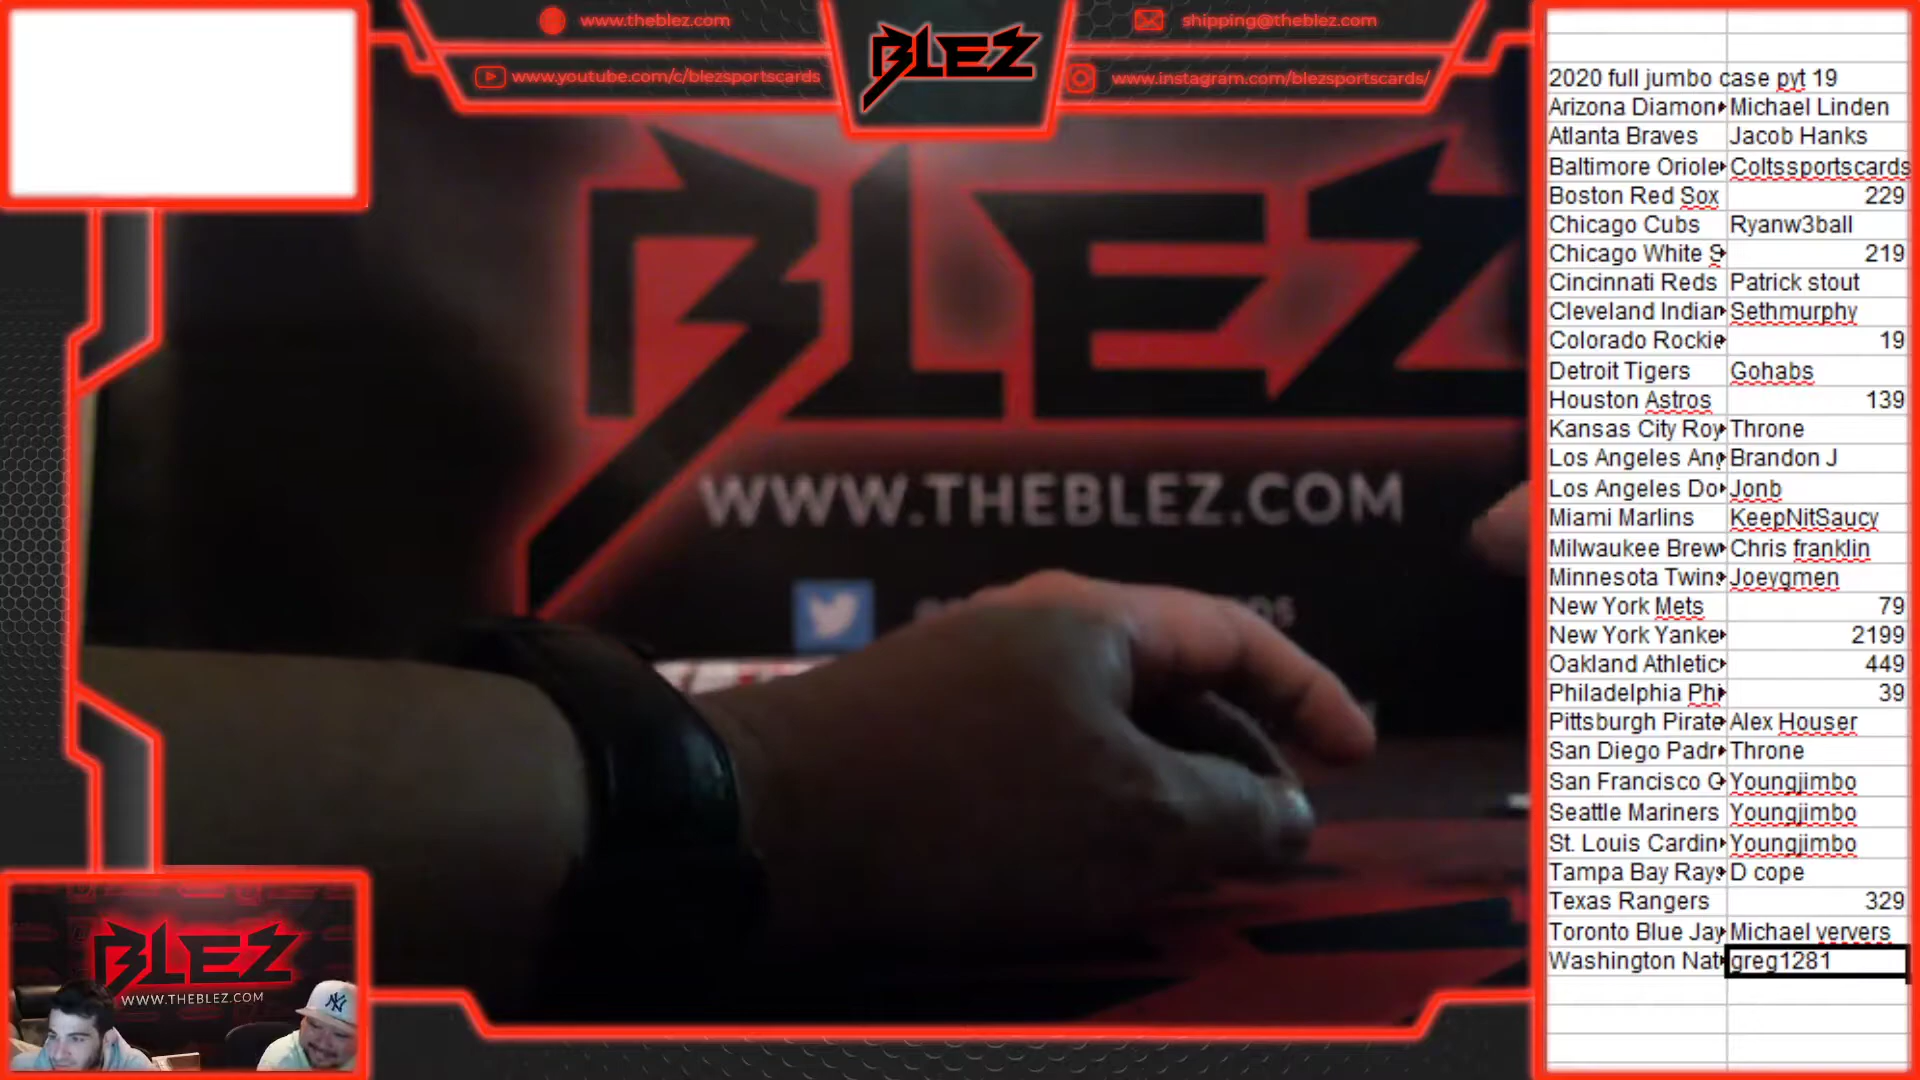 www.theblez.com
www.youtube.com/c/blezsportscards
BLEZ
shipping@theblez.com
www.instagram.com/blezsportscards/
BLEZ
WWW.THEBLEZ.COM
BLEZ
WWW.THEBLEZ.COM
NY
2020 full jumbo case pyt 19
Arizona Diamon Michael Linden
Atlanta Braves Jacob Hanks
Baltimore Oriole Coltssportscards
Boston Red Sox 229
Chicago Cubs Ryanw3ball
Chicago White S 219
Cincinnati Reds Patrick stout
Cleveland Indian Sethmurphy
Colorado Rockie 19
Detroit Tigers Gohabs
Houston Astros 139
Kansas City Roy Throne
Los Angeles Ang Brandon J
Los Angeles Do Jonb
Miami Marlins KeepNitSaucy
Milwaukee Brew Chris franklin
Minnesota Twins Joeygmen
New York Mets 79
New York Yanke 2199
Oakland Athletic 449
Philadelphia Phi 39
Pittsburgh Pirate Alex Houser
San Diego Padr Throne
San Francisco G Youngjimbo
Seattle Mariners Youngjimbo
St. Louis Cardin Youngjimbo
Tampa Bay Rays D cope
Texas Rangers 329
Toronto Blue Jay Michael ververs
Washington Nat greg1281